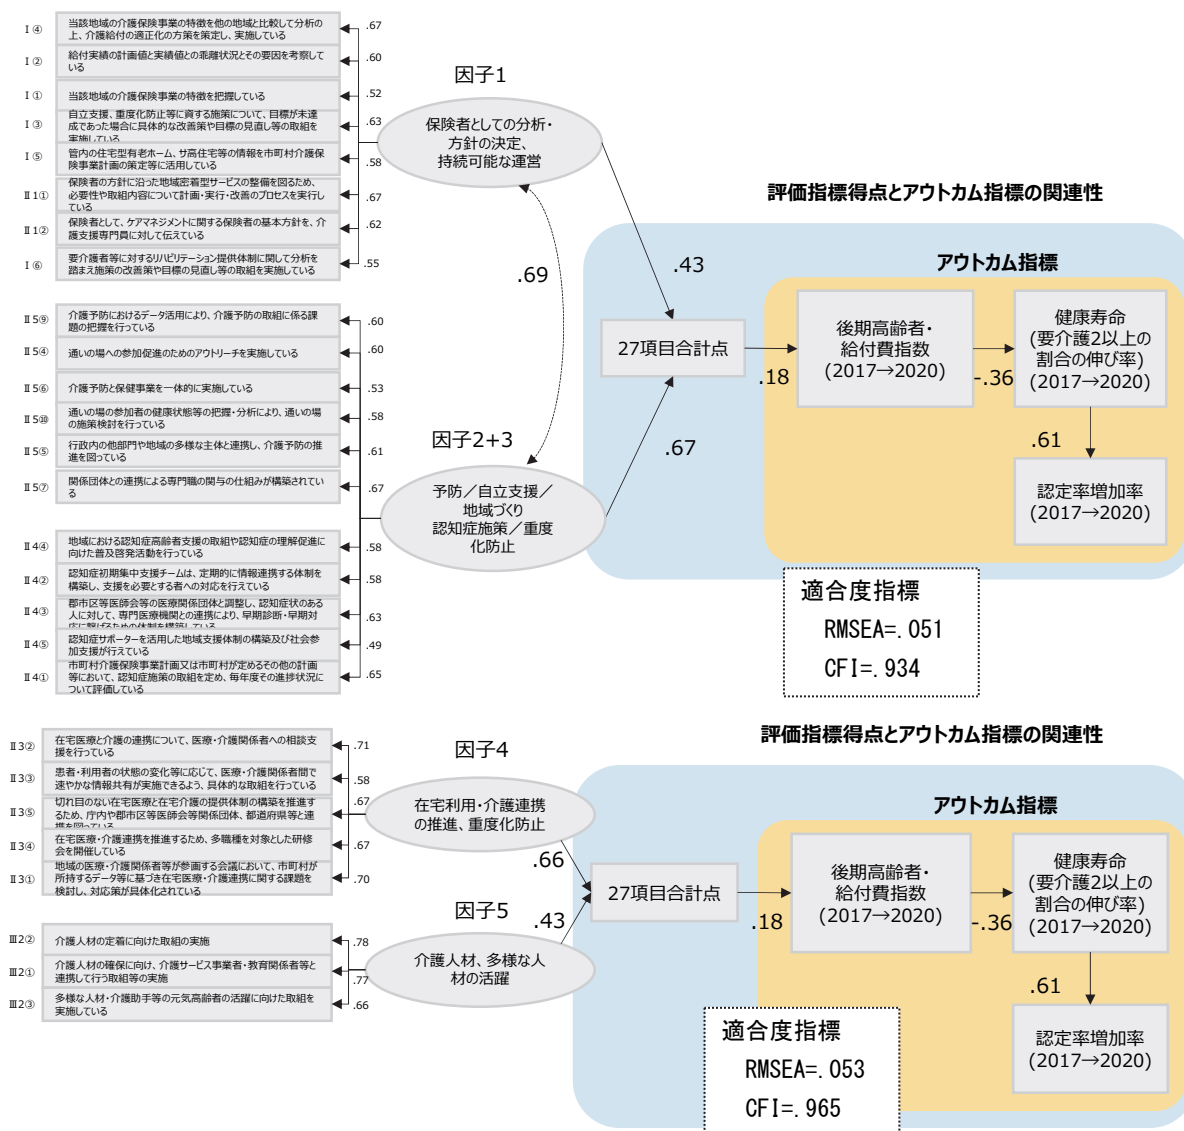 Ⅰ④
当該地域の介護保険事業の特徴を他の地域と比較して分析の
上、介護給付の適正化の方策を策定し、実施している
.67
Ⅰ②
給付実績の計画値と実績値との乖離状況とその要因を考察して
いる
.60
Ⅰ①
当該地域の介護保険事業の特徴を把握している
.52
Ⅰ③
自立支援、重度化防止等に資する施策について、目標が未達
成であった場合に具体的な改善策や目標の見直し等の取組を
実施している
.63
Ⅰ⑤
管内の住宅型有老ホーム、サ高住宅等の情報を市町村介護保
険事業計画の策定等に活用している
.58
Ⅱ1①
保険者の方針に沿った地域密着型サービスの整備を図るため、
必要性や取組内容について計画・実行・改善のプロセスを実行し
ている
.67
Ⅱ1②
保険者として、ケアマネジメントに関する保険者の基本方針を、介
護支援専門員に対して伝えている
.62
Ⅰ⑥
要介護者等に対するリハビリテーション提供体制に関して分析を
踏まえ施策の改善策や目標の見直し等の取組を実施している
.55
因子1
保険者としての分析・
方針の決定、
持続可能な運営
.69
Ⅱ5⑨
介護予防におけるデータ活用により、介護予防の取組に係る課
題の把握を行っている
.60
Ⅱ5④
通いの場への参加促進のためのアウトリーチを実施している
.60
Ⅱ5⑥
介護予防と保健事業を一体的に実施している
.53
Ⅱ5⑩
通いの場の参加者の健康状態等の把握・分析により、通いの場
の施策検討を行っている
.58
Ⅱ5⑤
行政内の他部門や地域の多様な主体と連携し、介護予防の推
進を図っている
.61
Ⅱ5⑦
関係団体との連携による専門職の関与の仕組みが構築されてい
る
.67
Ⅱ4④
地域における認知症高齢者支援の取組や認知症の理解促進に
向けた普及啓発活動を行っている
.58
Ⅱ4②
認知症初期集中支援チームは、定期的に情報連携する体制を
構築し、支援を必要とする者への対応を行えている
.58
Ⅱ4③
郡市区等医師会等の医療関係団体と調整し、認知症状のある
人に対して、専門医療機関との連携により、早期診断・早期対
応に繋げるための体制を構築している
.63
Ⅱ4⑤
認知症サポーターを活用した地域支援体制の構築及び社会参
加支援が行えている
.49
Ⅱ4①
市町村介護保険事業計画又は市町村が定めるその他の計画
等において、認知症施策の取組を定め、毎年度その進捗状況に
ついて評価している
.65
因子2+3
予防／自立支援／
地域づくり
認知症施策／重度
化防止
評価指標得点とアウトカム指標の関連性
アウトカム指標
.43
.67
27項目合計点
.18
後期高齢者・
給付費指数
(2017→2020)
-.36
健康寿命
(要介護2以上の
割合の伸び率)
(2017→2020)
.61
認定率増加率
(2017→2020)
適合度指標
RMSEA=.051
CFI=.934
Ⅱ3②
在宅医療と介護の連携について、医療・介護関係者への相談支
援を行っている
.71
Ⅱ3③
患者・利用者の状態の変化等に応じて、医療・介護関係者間で
速やかな情報共有が実施できるよう、具体的な取組を行っている
.58
Ⅱ3⑤
切れ目のない在宅医療と在宅介護の提供体制の構築を推進す
るため、庁内や郡市区等医師会等関係団体、都道府県等と連
携を図っている
.67
Ⅱ3④
在宅医療・介護連携を推進するため、多職種を対象とした研修
会を開催している
.67
Ⅱ3①
地域の医療・介護関係者等が参画する会議において、市町村が
所持するデータ等に基づき在宅医療・介護連携に関する課題を
検討し、対応策が具体化されている
.70
因子4
在宅利用・介護連携
の推進、重度化防止
.66
Ⅲ2②
介護人材の定着に向けた取組の実施
.78
Ⅲ2①
介護人材の確保に向け、介護サービス事業者・教育関係者等と
連携して行う取組等の実施
.77
Ⅲ2③
多様な人材・介護助手等の元気高齢者の活躍に向けた取組を
実施している
.66
因子5
介護人材、多様な人
材の活躍
.43
評価指標得点とアウトカム指標の関連性
アウトカム指標
27項目合計点
.18
後期高齢者・
給付費指数
(2017→2020)
-.36
健康寿命
(要介護2以上の
割合の伸び率)
(2017→2020)
.61
認定率増加率
(2017→2020)
適合度指標
RMSEA=.053
CFI=.965